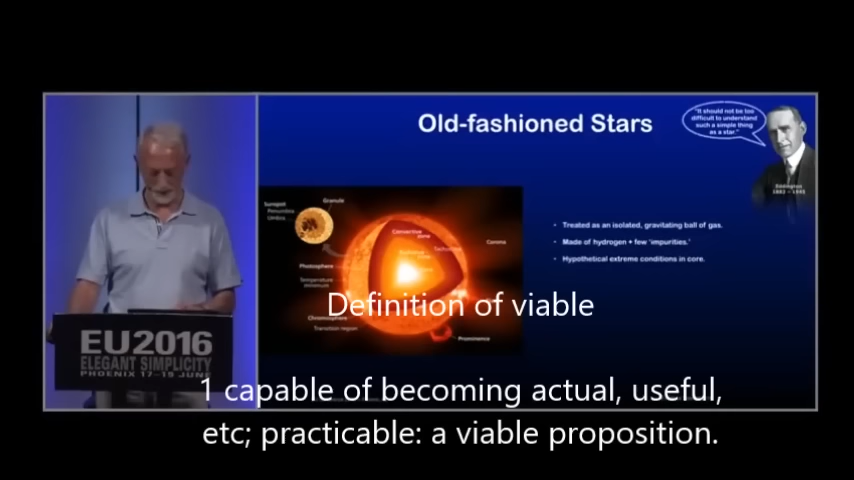 Old-fashioned Stars
"It should not be too
difficult to understand
such a simple thing
as a star."
Eddington
1882 - 1944
Sunspot
Penumbra
Umbra
Granule
Convective
zone
Corona
Photosphere
Temperature
minimum
Chromosphere
Transition region
Prominence
• Treated as an isolated, gravitating ball of gas.
• Made of hydrogen + few 'impurities.'
• Hypothetical extreme conditions in core.
Definition of viable
EU2016
ELEGANT SIMPLICITY
PHOENIX 17-19 JUNE
1 capable of becoming actual, useful,
etc; practicable: a viable proposition.